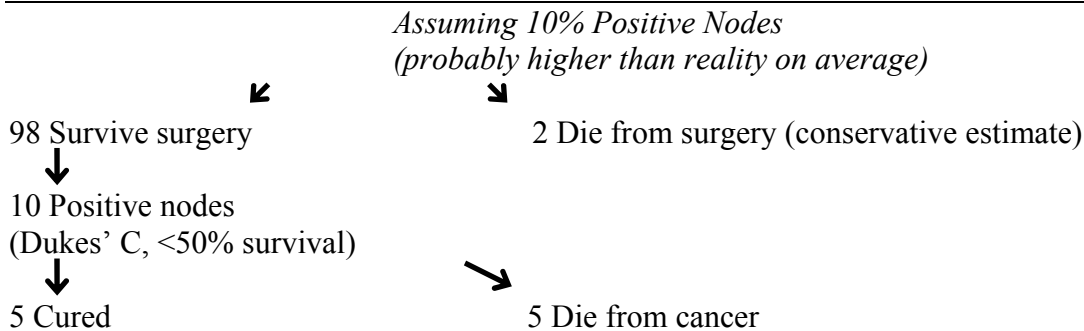 Assuming 10% Positive Nodes
(probably higher than reality on average)
98 Survive surgery
2 Die from surgery (conservative estimate)
10 Positive nodes
(Dukes’ C, <50% survival)
5 Cured
5 Die from cancer